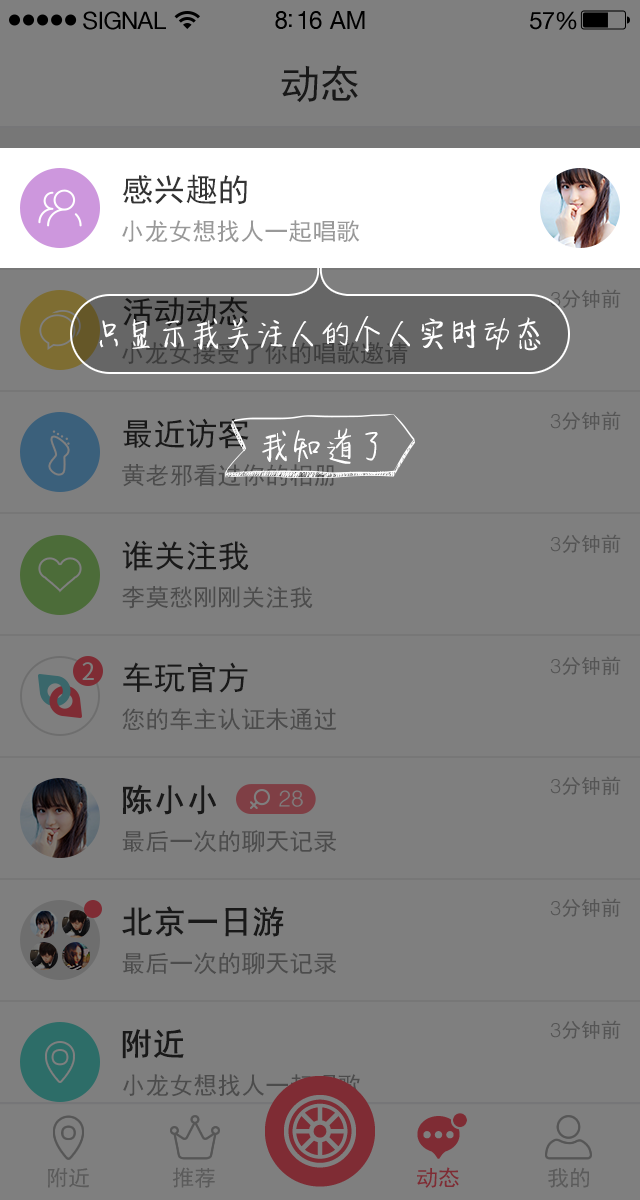 SIGNAL 8:16 AM 57%
动态
感兴趣的
小龙女想找人一起唱歌
活动动态
3分钟前
只显示我关注人的个人实时动态
小龙女接受了你的唱歌邀请
最近访客
3分钟前
我知道了
黄老邪看过你的相册
谁关注我
3分钟前
李莫愁刚刚关注我
2
车玩官方
3分钟前
您的车主认证未通过
陈小小 28
3分钟前
最后一次的聊天记录
北京一日游
3分钟前
最后一次的聊天记录
附近
3分钟前
小龙女想找人一起唱歌
附近 推荐 动态 我的